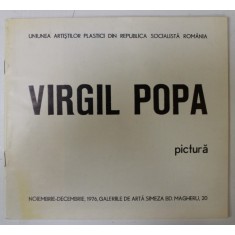 UNIUNEA ARTIȘTILOR PLASTICI DIN REPUBLICA SOCIALISTĂ ROMÂNIA
VIRGIL POPA
pictură
NOIEMBRIE-DECEMBRIE, 1976, GALERIILE DE ARTĂ SIMEZA BD. MAGHERU, 20